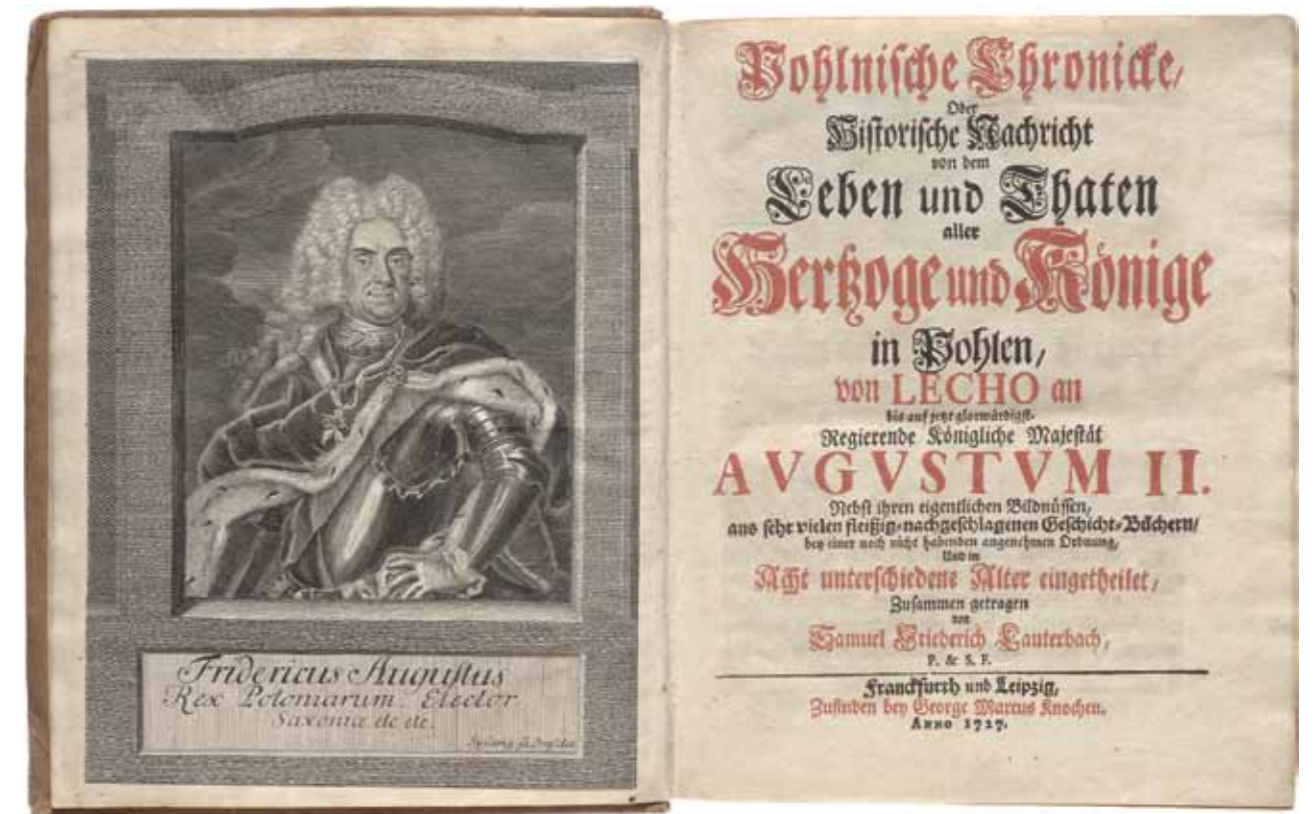 Fridericus Augustus
Rex Poloniarum Elector
Saxoniæ etc etc.
Pohlnische Chronicke,
Oder
Historische Nachricht
von dem
Leben und Thaten
aller
Hertzoge und Könige
in Pohlen,
von LECHO an
bis auf jetzt glorwürdigst-
Regierende Königliche Majestät
AVGVSTVM II.
Nebst ihren eigentlichen Bildnüssen,
aus sehr vielen fleißig-nachgeschlagenen Geschicht-Büchern,
bey einer noch nicht habenden angenehmen Ordnung,
Und in
Acht unterschiedene Alter eingetheilet,
Zusammen getragen
von
Samuel Friederich Lauterbach,
P. & S. F.
Franckfurth und Leipzig,
Zufinden bey George Marcus Knochen.
ANNO 1727.